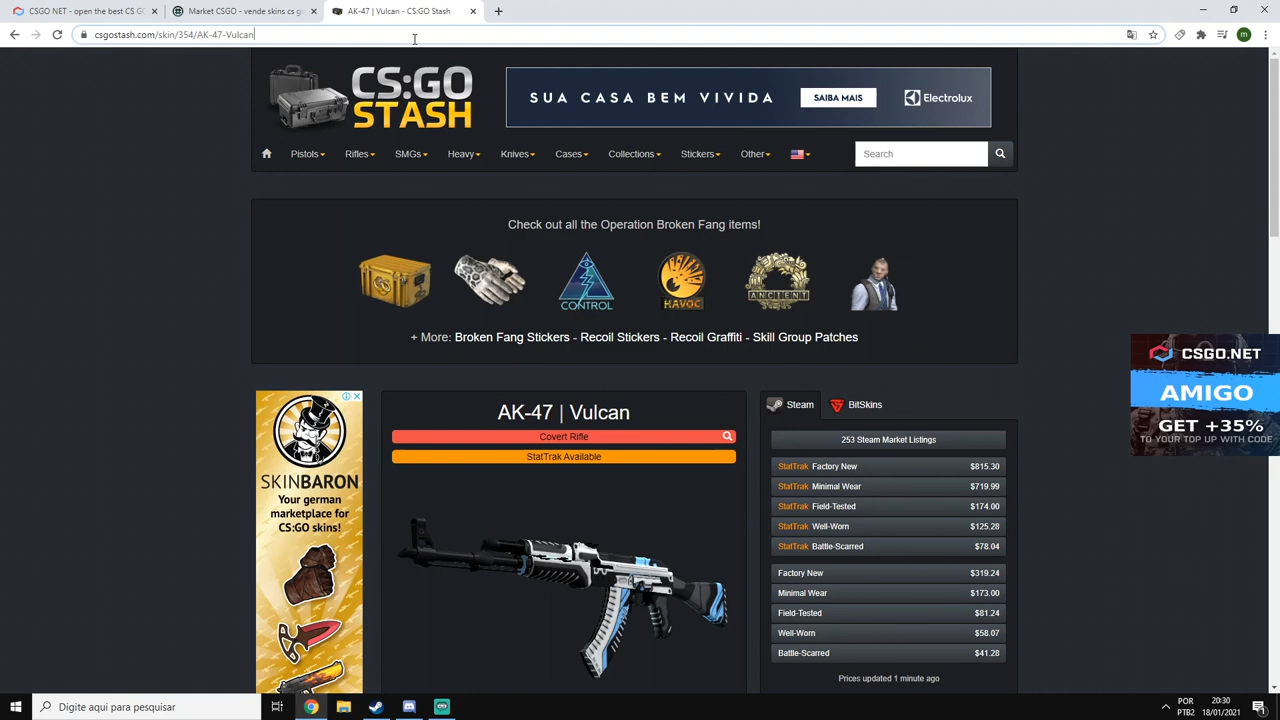 CSGO NET - open the best CS GO
Market CSGO - vende skins cs go
AK-47 | Vulcan - CS:GO Stash
csgostash.com/skin/354/AK-47-Vulcan
m
CS:GO
STASH
SUA CASA BEM VIVIDA
SAIBA MAIS
Electrolux
Pistols
Rifles
SMGs
Heavy
Knives
Cases
Collections
Stickers
Other
Search
Check out all the Operation Broken Fang items!
CONTROL
HAVOC
ANCIENT
+ More: Broken Fang Stickers - Recoil Stickers - Recoil Graffiti - Skill Group Patches
CSGO.NET
AMIGO
GET +35%
TO YOUR TOP UP WITH CODE
SKINBARON
Your german
marketplace for
CS:GO skins!
AK-47 | Vulcan
Covert Rifle
StatTrak Available
Steam
BitSkins
253 Steam Market Listings
StatTrak Factory New $815.30
StatTrak Minimal Wear $719.99
StatTrak Field-Tested $174.00
StatTrak Well-Worn $125.28
StatTrak Battle-Scarred $78.04
Factory New $319.24
Minimal Wear $173.00
Field-Tested $81.24
Well-Worn $58.07
Battle-Scarred $41.28
Prices updated 1 minute ago
Digite aqui para pesquisar
POR
PTB2
20:30
18/01/2021
1